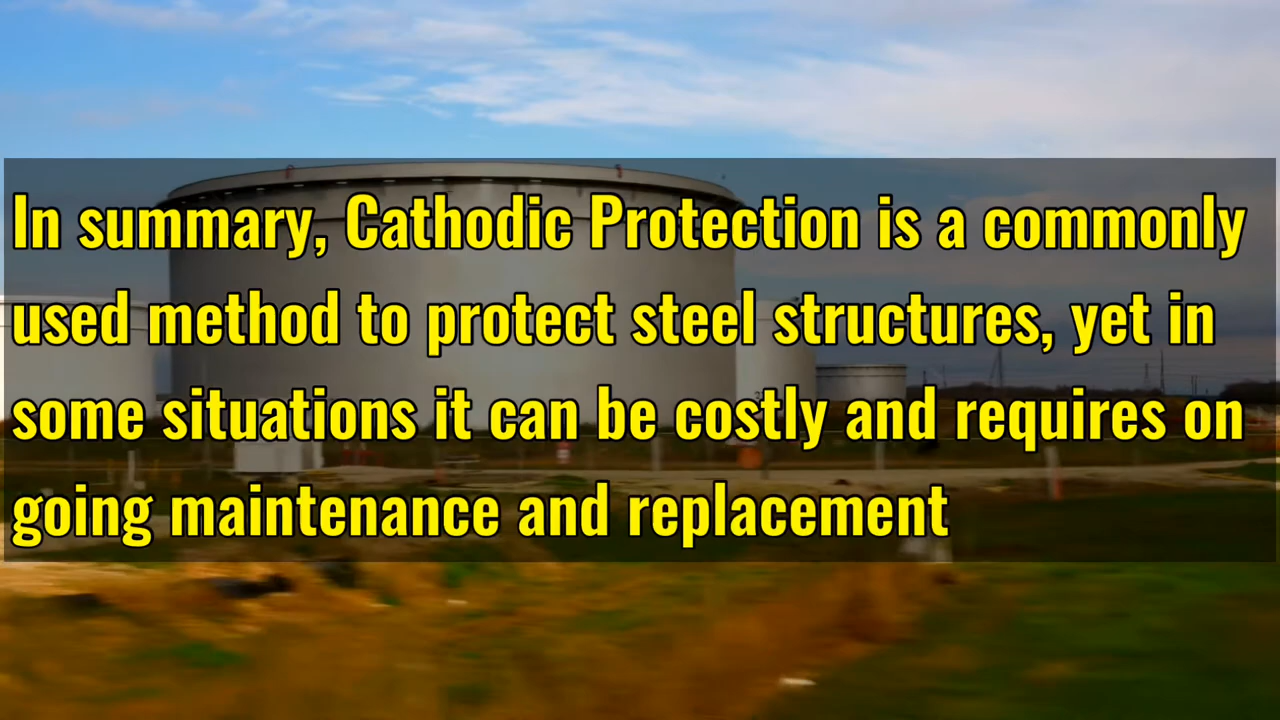 In summary, Cathodic Protection is a commonly
used method to protect steel structures, yet in
some situations it can be costly and requires on
going maintenance and replacement